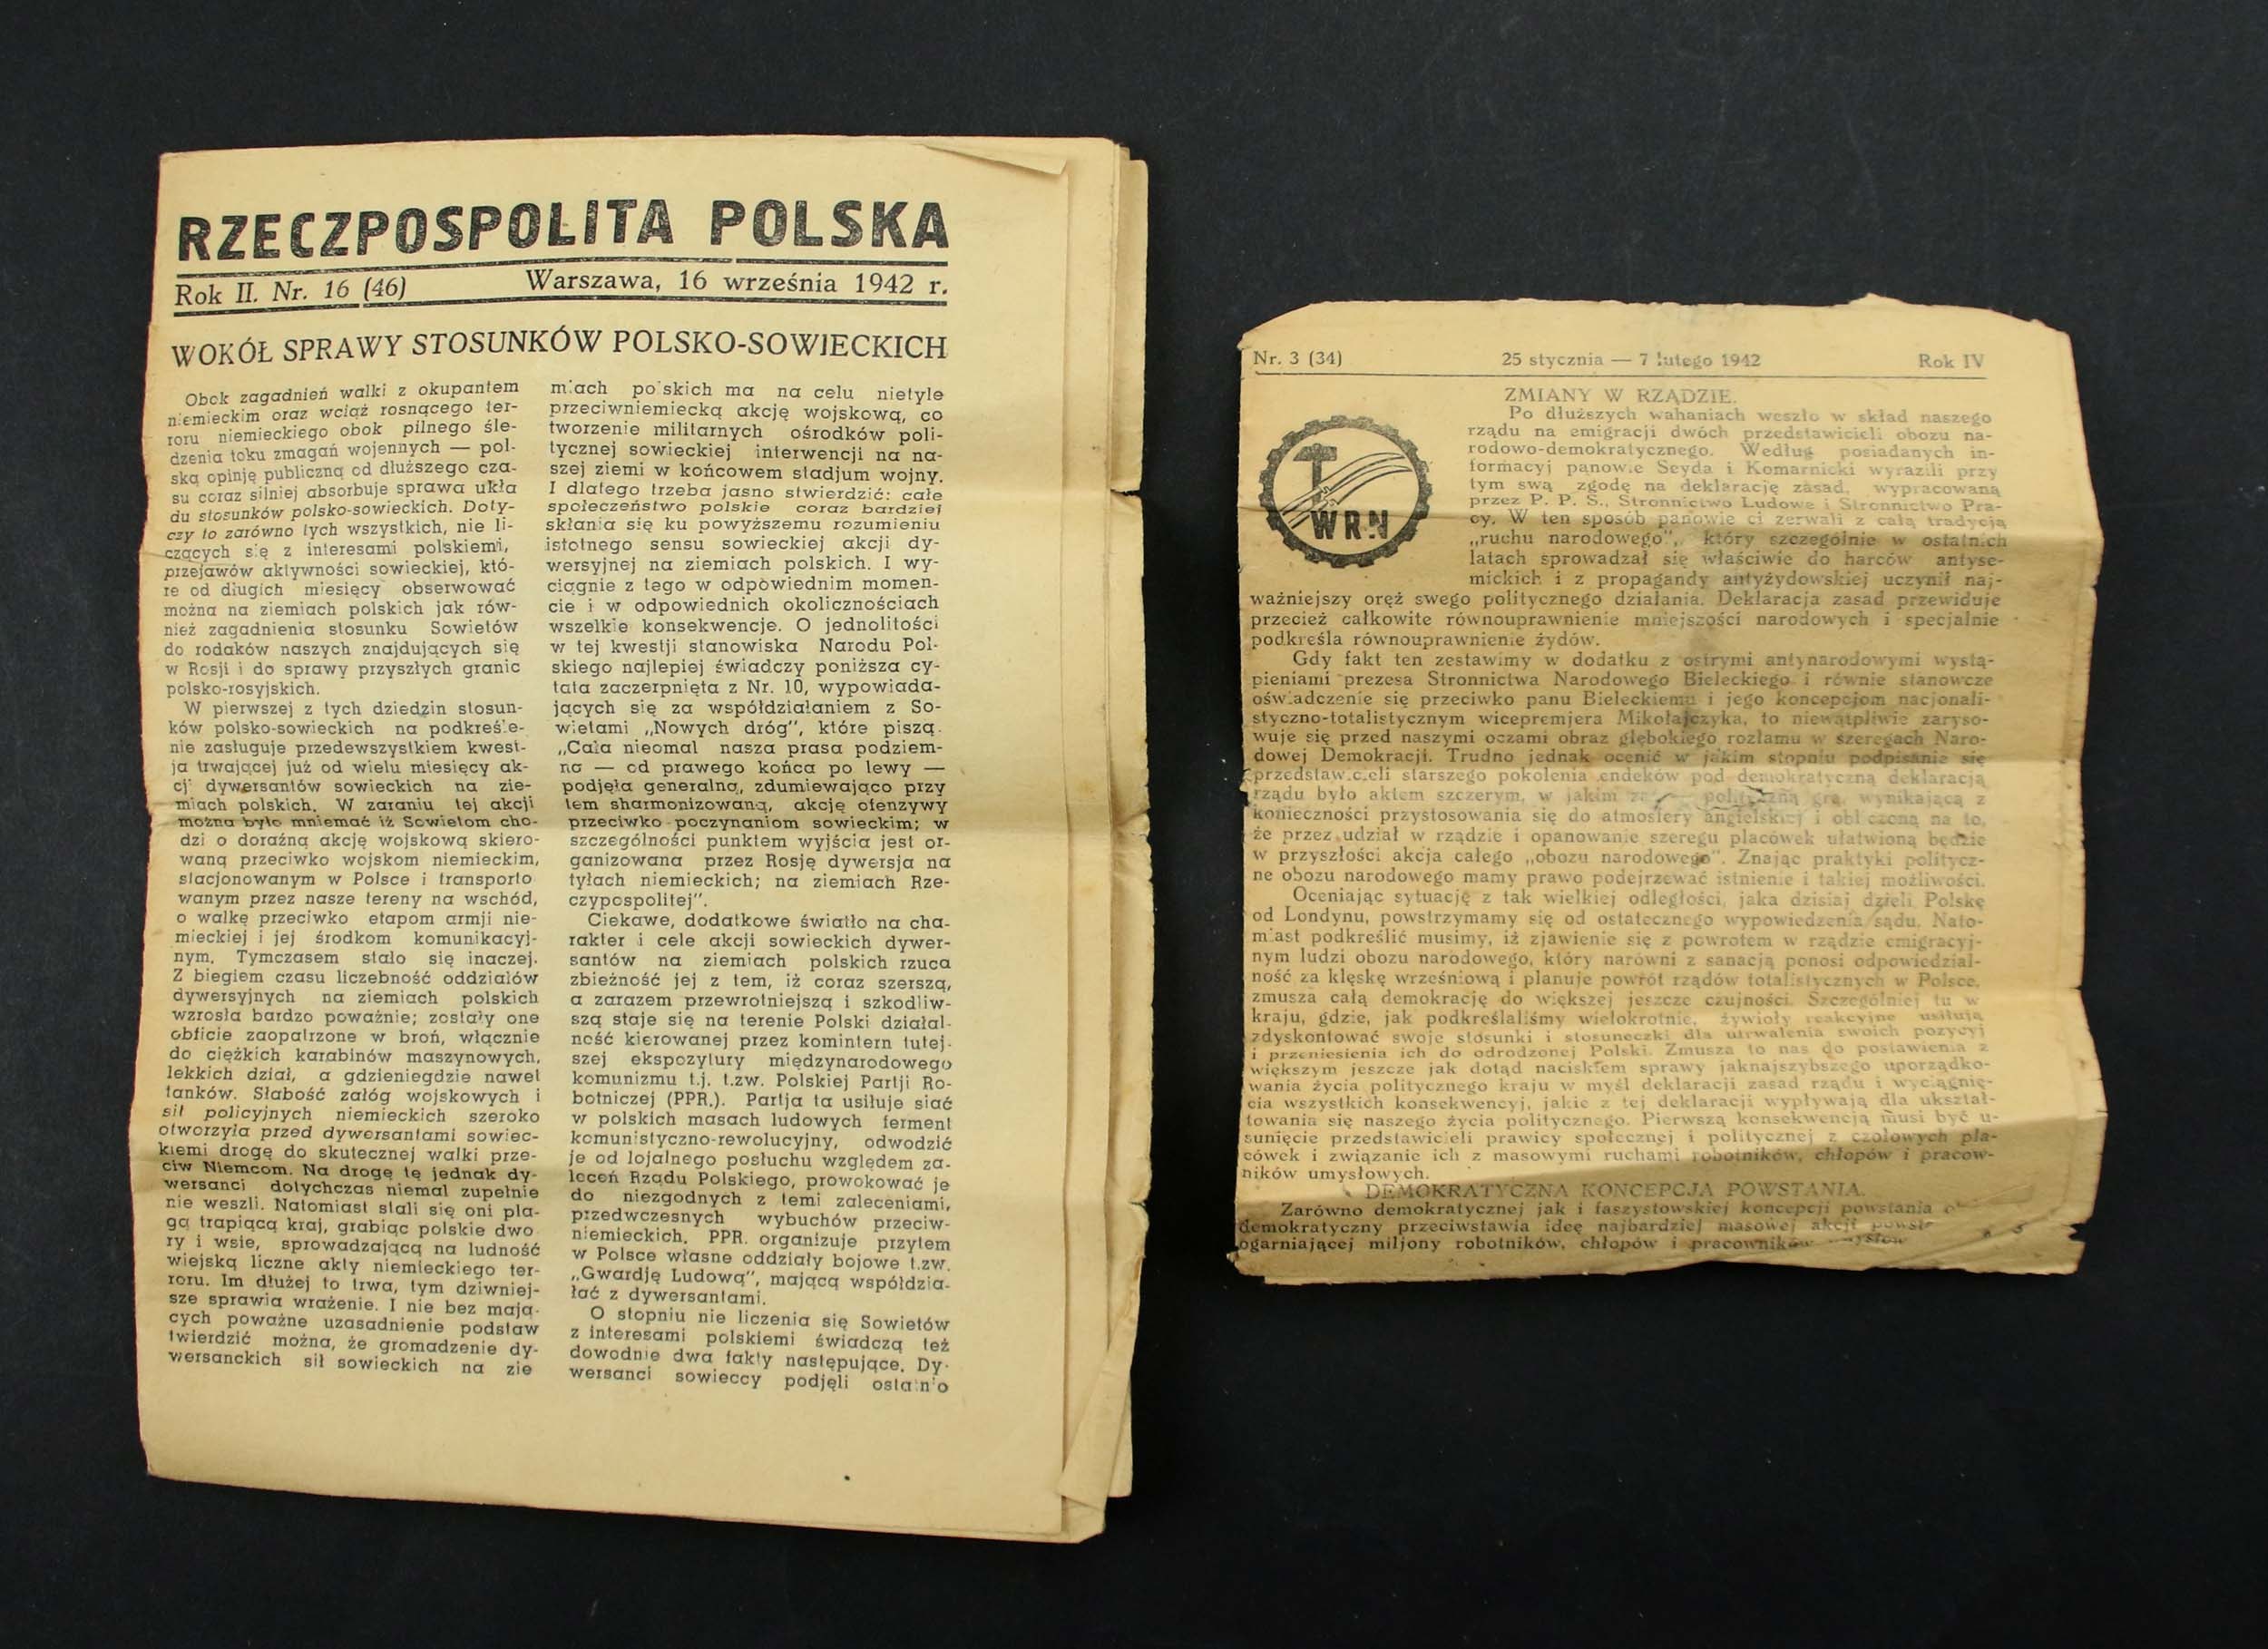 RZECZPOSPOLITA POLSKA
Rok II. Nr. 16 (46) Warszawa, 16 września 1942 r.
WOKÓŁ SPRAWY STOSUNKÓW POLSKO-SOWIECKICH
Obok zagadnień walki z okupantem
niemieckim oraz wciąż rosnącego ter-
roru niemieckiego obok pilnego śle-
dzenia toku zmagań wojennych — pol-
ską opinję publiczną od dłuższego cza-
su coraz silniej absorbuje sprawa ukła
du stosunków polsko-sowieckich. Doty-
czy to zarówno tych wszystkich, nie li-
czących się z interesami polskiemi,
przejawów aktywności sowieckiej, któ-
re od długich miesięcy obserwować
można na ziemiach polskich jak rów-
nież zagadnienia stosunku Sowietów
do rodaków naszych znajdujących się
w Rosji i do sprawy przyszłych granic
polsko-rosyjskich.
W pierwszej z tych dziedzin stosun-
ków polsko-sowieckich na podkreśle-
nie zasługuje przedewszystkiem kwest-
ja trwającej już od wielu miesięcy ak-
cji dywersantów sowieckich na zie-
miach polskich. W zaraniu tej akcji
można było mniemać iż Sowietom cho-
dzi o doraźną akcję wojskową skiero-
waną przeciwko wojskom niemieckim,
stacjonowanym w Polsce i transporto
wanym przez nasze tereny na wschód,
o walkę przeciwko etapom armji nie-
mieckiej i jej środkom komunikacyj-
nym. Tymczasem stało się inaczej.
Z biegiem czasu liczebność oddziałów
dywersyjnych na ziemiach polskich
wzrosła bardzo poważnie; zostały one
obficie zaopatrzone w broń, włącznie
do ciężkich karabinów maszynowych,
lekkich dział, a gdzieniegdzie nawet
tanków. Słabość załóg wojskowych i
sił policyjnych niemieckich szeroko
otworzyła przed dywersantami sowiec-
kiemi drogę do skutecznej walki prze-
ciw Niemcom. Na drogę tę jednak dy-
wersanci dotychczas niemal zupełnie
nie weszli. Natomiast stali się oni pla-
gą trapiącą kraj, grabiąc polskie dwo
ry i wsie, sprowadzającą na ludność
wiejską liczne akty niemieckiego ter-
roru. Im dłużej to trwa, tym dziwniej-
sze sprawia wrażenie. I nie bez mają-
cych poważne uzasadnienie podstaw
twierdzić można, że gromadzenie dy-
wersanckich sił sowieckich na zie
miach polskich ma na celu nietyle
przeciwniemiecką akcję wojskową, co
tworzenie militarnych ośrodków poli-
tycznej sowieckiej interwencji na na-
szej ziemi w końcowem stadjum wojny.
I dlatego trzeba jasno stwierdzić: całe
społeczeństwo polskie coraz bardziej
skłania się ku powyższemu rozumieniu
istotnego sensu sowieckiej akcji dy-
wersyjnej na ziemiach polskich. I wy-
ciągnie z tego w odpowiednim momen-
cie i w odpowiednich okolicznościach
wszelkie konsekwencje. O jednolitości
w tej kwestji stanowiska Narodu Pol-
skiego najlepiej świadczy poniższa cy-
tata zaczerpnięta z Nr. 10, wypowiada-
jących się za współdziałaniem z So-
wietami „Nowych dróg", które piszą.
„Cała nieomal nasza prasa podziem-
na — od prawego końca po lewy —
podjęła generalną, zdumiewająco przy
tem sharmonizowaną, akcję ofenzywy
przeciwko poczynaniom sowieckim; w
szczególności punktem wyjścia jest or-
ganizowana przez Rosję dywersja na
tyłach niemieckich; na ziemiach Rze-
czypospolitej".
Ciekawe, dodatkowe światło na cha-
rakter i cele akcji sowieckich dywer-
santów na ziemiach polskich rzuca
zbieżność jej z tem, iż coraz szerszą,
a zarazem przewrotniejszą i szkodliw-
szą staje się na terenie Polski działal-
ność kierowanej przez komintern tutej-
szej ekspozytury międzynarodowego
komunizmu t.j. t.zw. Polskiej Partji Ro-
botniczej (PPR.). Partja ta usiłuje siać
w polskich masach ludowych ferment
komunistyczno-rewolucyjny, odwodzić
je od lojalnego posłuchu względem za-
leceń Rządu Polskiego, prowokować je
do niezgodnych z temi zaleceniami,
przedwczesnych wybuchów przeciw-
niemieckich. PPR. organizuje przytem
w Polsce własne oddziały bojowe t.zw.
„Gwardję Ludową", mającą współdzia-
łać z dywersantami.
O stopniu nie liczenia się Sowietów
z interesami polskiemi świadczą też
dowodnie dwa fakty następujące. Dy-
wersanci sowieccy podjęli ostatnio
Nr. 3 (34) 25 stycznia — 7 lutego 1942 Rok IV
WRN
ZMIANY W RZĄDZIE.
Po dłuższych wahaniach weszło w skład naszego
rządu na emigracji dwóch przedstawicieli obozu na-
rodowo-demokratycznego. Według posiadanych in-
formacyj panowie Seyda i Komarnicki wyrazili przy
tym swą zgodę na deklarację zasad, wypracowaną
przez P. P. S., Stronnictwo Ludowe i Stronnictwo Pra-
cy. W ten sposób panowie ci zerwali z całą tradycją
„ruchu narodowego", który szczególnie w ostatnich
latach sprowadzał się właściwie do harców antyse-
mickich i z propagandy antyżydowskiej uczynił naj-
ważniejszy oręż swego politycznego działania. Deklaracja zasad przewiduje
przecież całkowite równouprawnienie mniejszości narodowych i specjalnie
podkreśla równouprawnienie żydów.
Gdy fakt ten zestawimy w dodatku z ostrymi antynarodowymi wystą-
pieniami prezesa Stronnictwa Narodowego Bieleckiego i równie stanowcze
oświadczenie się przeciwko panu Bieleckiemu i jego koncepcjom nacjonali-
styczno-totalistycznym wicepremjera Mikołajczyka, to niewątpliwie zaryso-
wuje się przed naszymi oczami obraz głębokiego rozłamu w szeregach Naro-
dowej Demokracji. Trudno jednak ocenić w jakim stopniu podpisanie się
przedstawicieli starszego pokolenia endeków pod demokratyczną deklaracją
rządu było aktem szczerym, w jakim polityczną grą, wynikającą z
konieczności przystosowania się do atmosfery angielskiej i obliczoną na to,
że przez udział w rządzie i opanowanie szeregu placówek ułatwioną będzie
w przyszłości akcja całego „obozu narodowego". Znając praktyki politycz-
ne obozu narodowego mamy prawo podejrzewać istnienie i takiej możliwości.
Oceniając sytuację z tak wielkiej odległości, jaka dzisiaj dzieli Polskę
od Londynu, powstrzymamy się od ostatecznego wypowiedzenia sądu. Nato-
miast podkreślić musimy, iż zjawienie się z powrotem w rządzie emigracyj-
nym ludzi obozu narodowego, który narówni z sanacją ponosi odpowiedzial-
ność za klęskę wrześniową i planuje powrót rządów totalistycznych w Polsce,
zmusza całą demokrację do większej jeszcze czujności. Szczególniej tu w
kraju, gdzie, jak podkreślaliśmy wielokrotnie, żywioły reakcyjne usiłują
zdyskontować swoje stosunki i stosuneczki dla utrwalenia swoich pozycyj
i przeniesienia ich do odrodzonej Polski. Zmusza to nas do postawienia z
większym jeszcze jak dotąd naciskiem sprawy jaknajszybszego uporządko-
wania życia politycznego kraju w myśl deklaracji zasad rządu i wyciągnię-
cia wszystkich konsekwencyj, jakie z tej deklaracji wypływają dla ukształ-
towania się naszego życia politycznego. Pierwszą konsekwencją musi być u-
sunięcie przedstawicieli prawicy społecznej i politycznej z czołowych pla-
cówek i związanie ich z masowymi ruchami robotników, chłopów i pracow-
ników umysłowych.
DEMOKRATYCZNA KONCEPCJA POWSTANIA.
Zarówno demokratycznej jak i faszystowskiej koncepcji powstania
demokratyczny przeciwstawia ideę najbardziej masowej akcji
ogarniającej miljony robotników, chłopów i pracowników